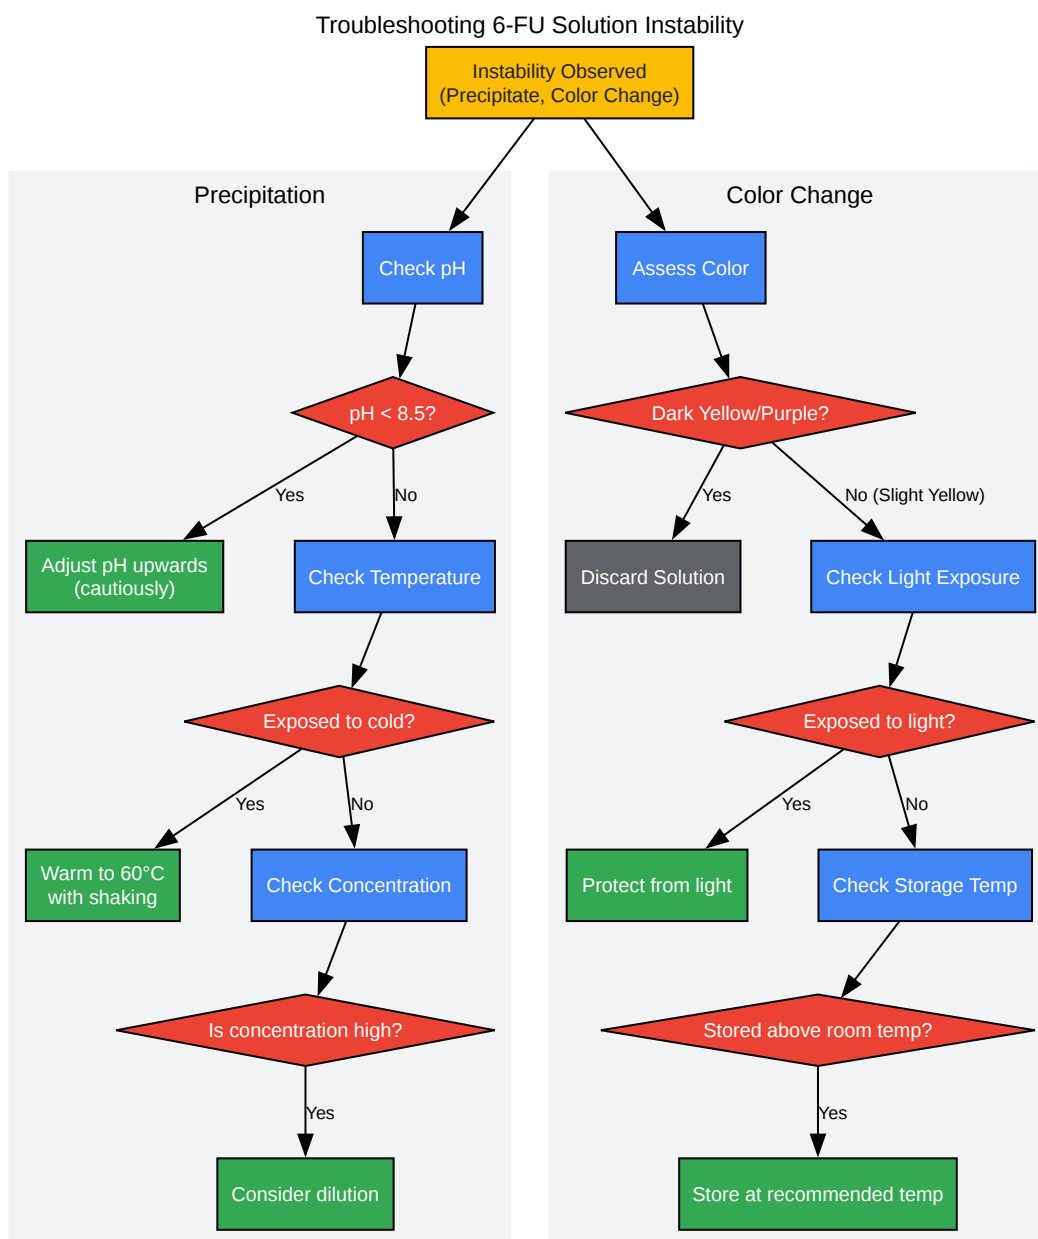 Troubleshooting 6-FU Solution Instability
Instability Observed
(Precipitate, Color Change)
Precipitation
Check pH
pH < 8.5?
Yes
No
Adjust pH upwards
(cautiously)
Check Temperature
Exposed to cold?
Yes
No
Warm to 60°C
with shaking
Check Concentration
Is concentration high?
Yes
Consider dilution
Color Change
Assess Color
Dark Yellow/Purple?
Yes
No (Slight Yellow)
Discard Solution
Check Light Exposure
Exposed to light?
Yes
No
Protect from light
Check Storage Temp
Stored above room temp?
Yes
Store at recommended temp